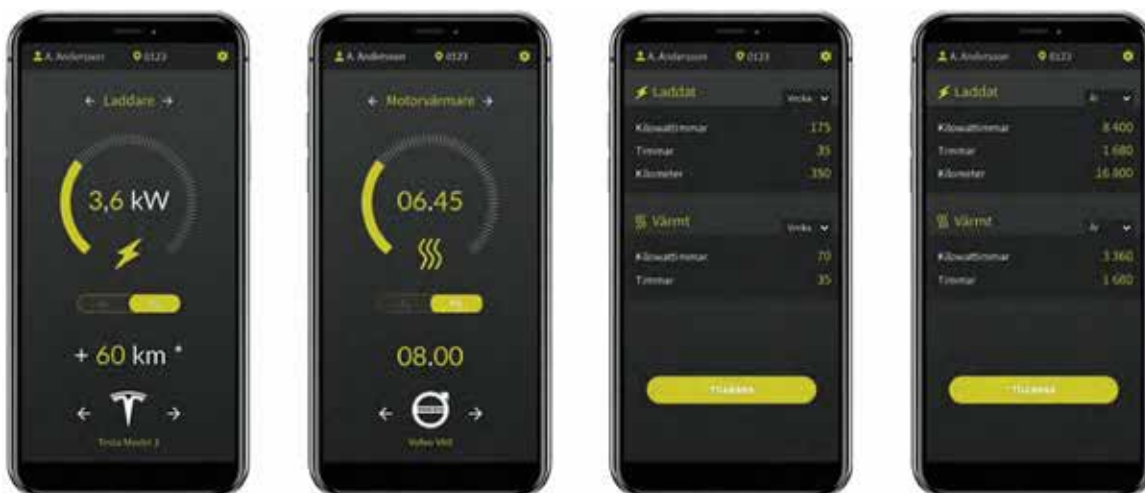 A. Andersson 0123
← Laddare →
3,6 kW
+ 60 km *
← →
Tesla Model 3
A. Andersson 0123
← Motorvärmare →
06.45
08.00
← VOLVO →
Volvo
A. Andersson 0123
Laddat Vecka
Kilowattimmar 175
Timmar 35
Kilometer 350
Värmt Vecka
Kilowattimmar 70
Timmar 35
TILLBAKA
A. Andersson 0123
Laddat År
Kilowattimmar 8 400
Timmar 1 680
Kilometer 16 800
Värmt År
Kilowattimmar 3 360
Timmar 1 680
TILLBAKA